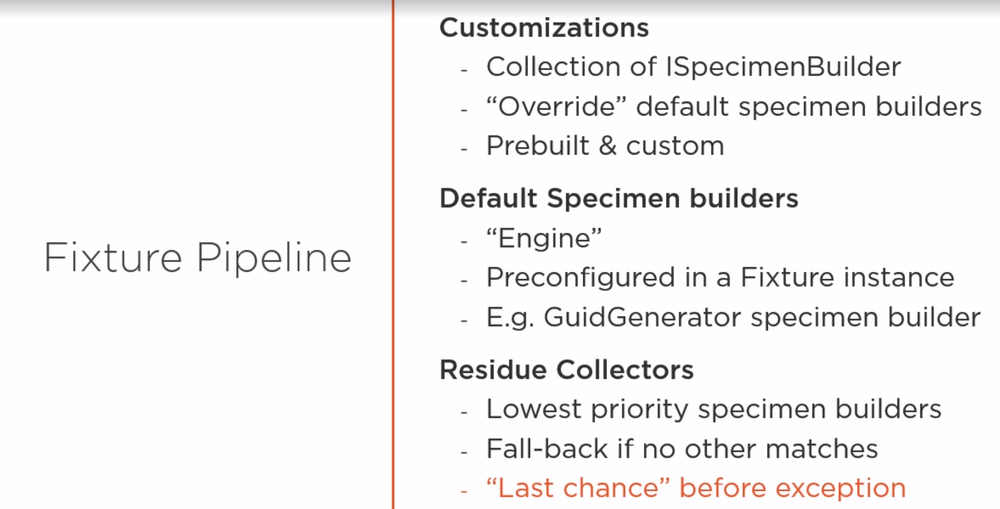 Fixture Pipeline
Customizations
- Collection of ISpecimenBuilder
- “Override” default specimen builders
- Prebuilt & custom
Default Specimen builders
- “Engine”
- Preconfigured in a Fixture instance
- E.g. GuidGenerator specimen builder
Residue Collectors
- Lowest priority specimen builders
- Fall-back if no other matches
- “Last chance” before exception